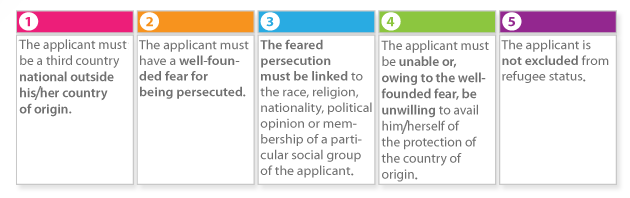 1
The applicant must
be a third country
national outside
his/her country
of origin.
2
The applicant must
have a well-foun-
ded fear for
being persecuted.
3
The feared
persecution
must be linked to
the race, religion,
nationality, political
opinion or mem-
bership of a parti-
cular social group
of the applicant.
4
The applicant must
be unable or,
owing to the well-
founded fear, be
unwilling to avail
him/herself of
the protection of
the country of
origin.
5
The applicant is
not excluded from
refugee status.